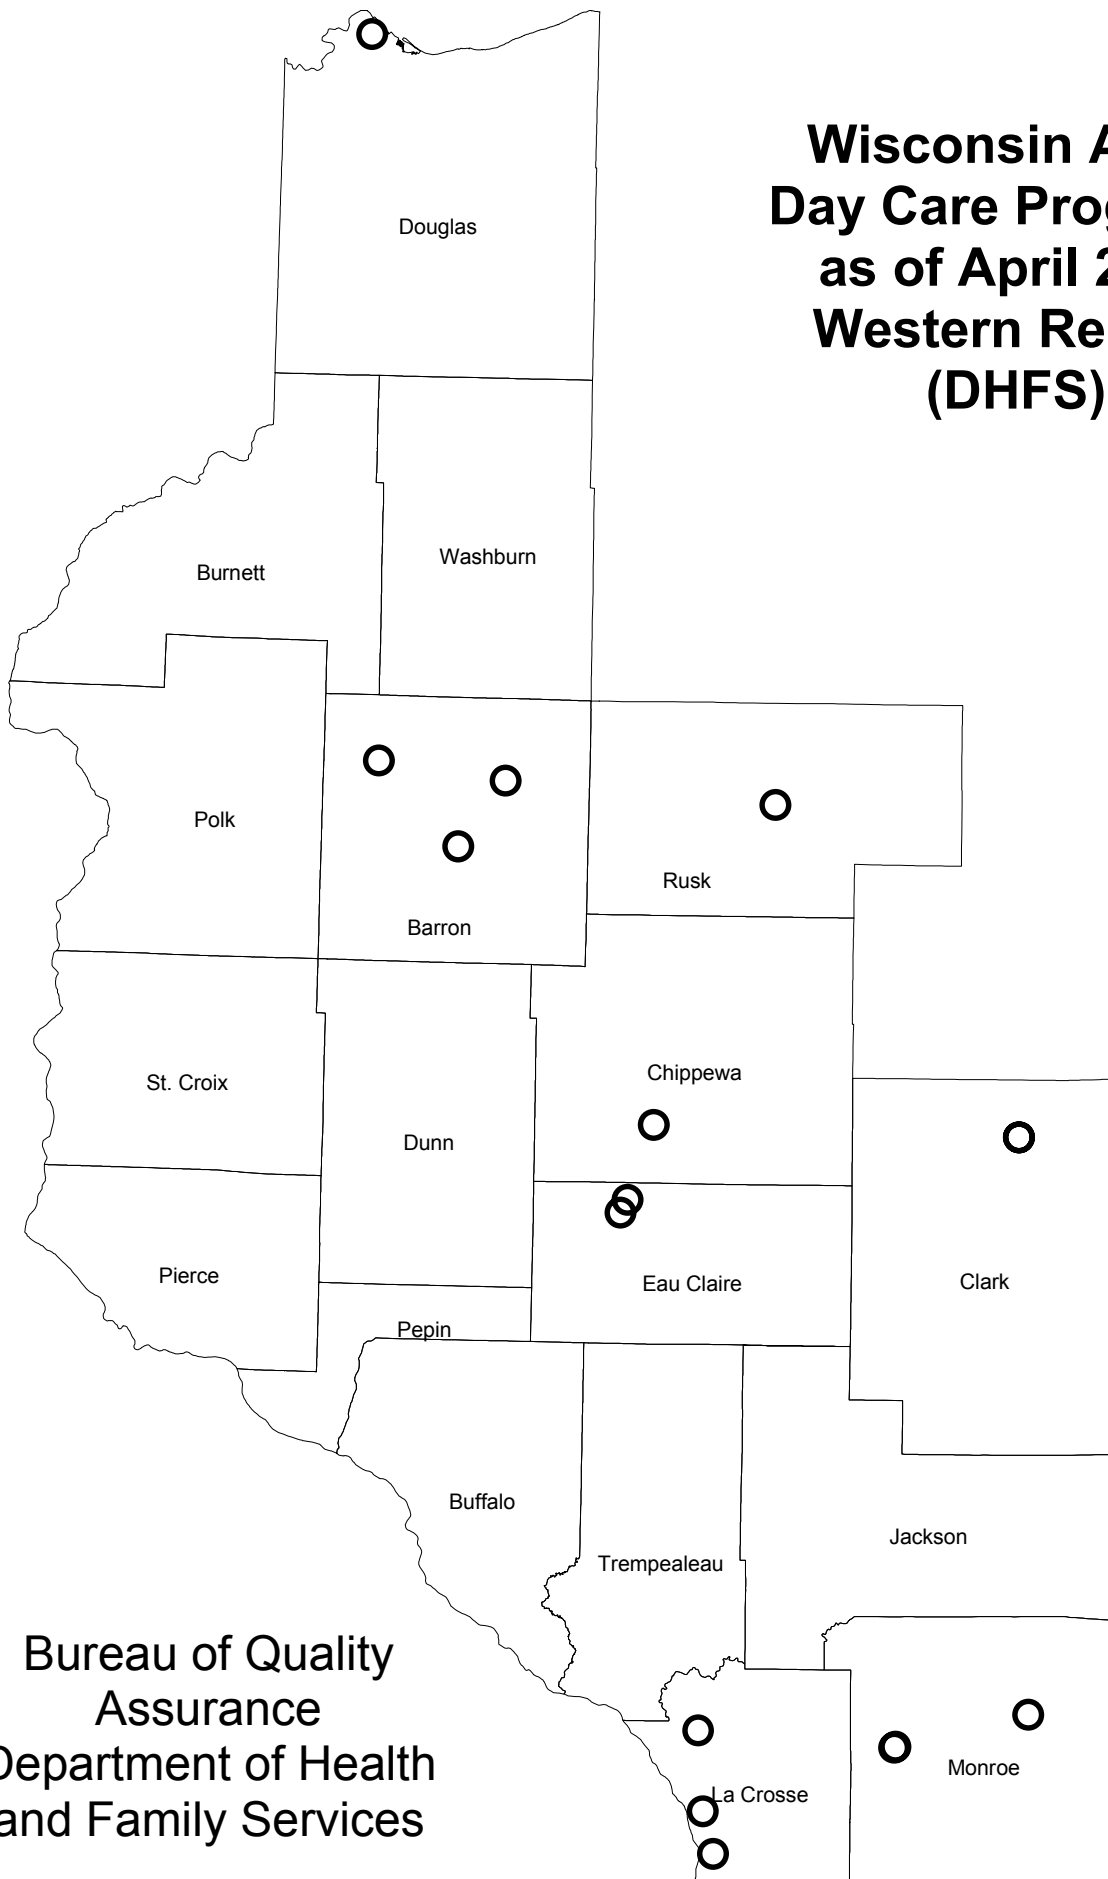 Wisconsin A
Day Care Prog
as of April 2
Western Re
(DHFS)
Douglas
Burnett
Washburn
Polk
Barron
Rusk
St. Croix
Dunn
Chippewa
Pierce
Pepin
Eau Claire
Clark
Buffalo
Trempealeau
Jackson
La Crosse
Monroe
Bureau of Quality
Assurance
Department of Health
and Family Services